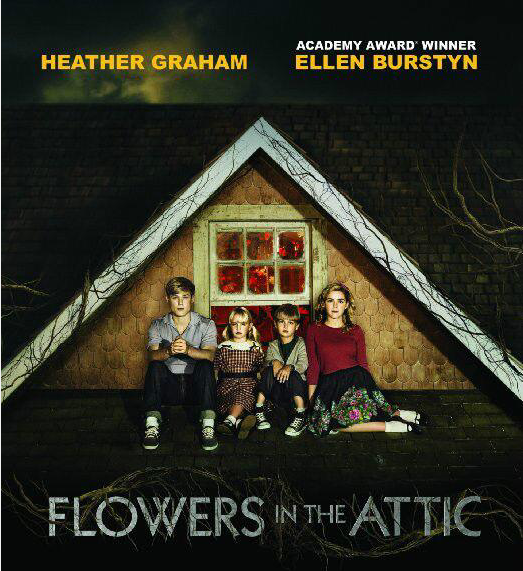 HEATHER GRAHAM
ACADEMY AWARD® WINNER
ELLEN BURSTYN
FLOWERS IN THE ATTIC